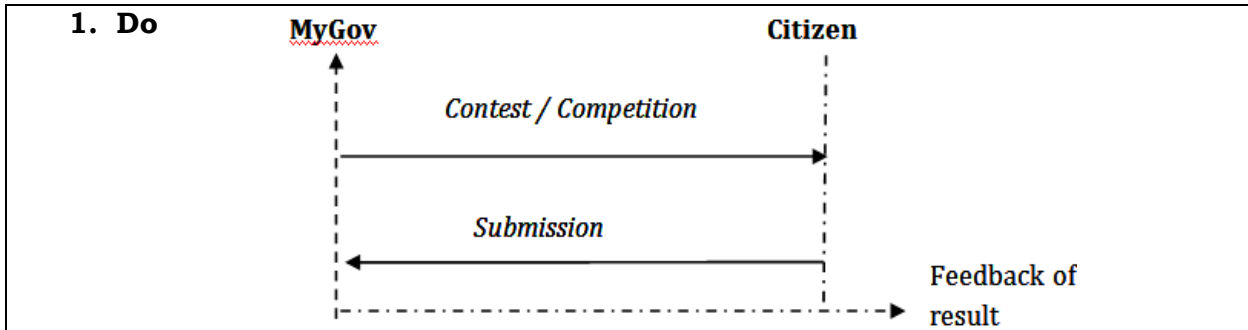 1. Do
MyGov
Citizen
Contest / Competition
Submission
Feedback of
result